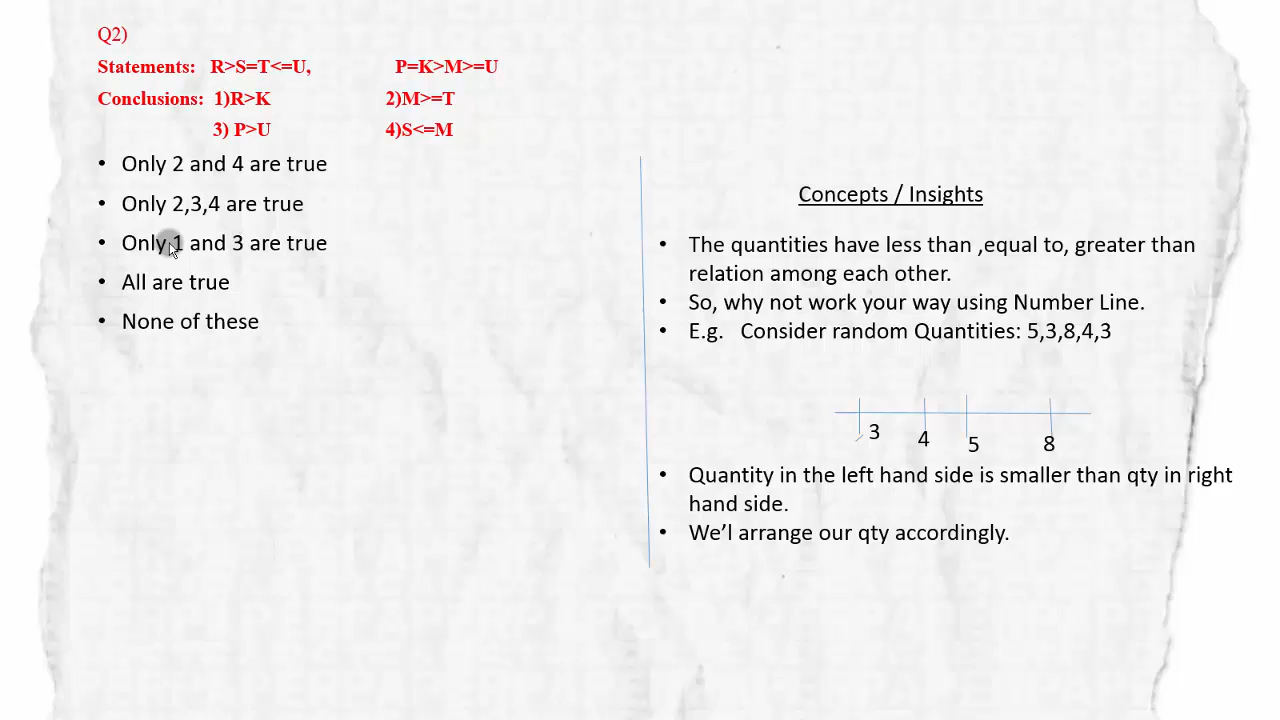 Q2)
Statements: R>S=T<=U, P=K>M>=U
Conclusions: 1)R>K 2)M>=T
3) P>U 4)S<=M
• Only 2 and 4 are true
• Only 2,3,4 are true
• Only 1 and 3 are true
• All are true
• None of these
Concepts / Insights
• The quantities have less than ,equal to, greater than
relation among each other.
• So, why not work your way using Number Line.
• E.g. Consider random Quantities: 5,3,8,4,3
3 4 5 8
• Quantity in the left hand side is smaller than qty in right
hand side.
• We’l arrange our qty accordingly.